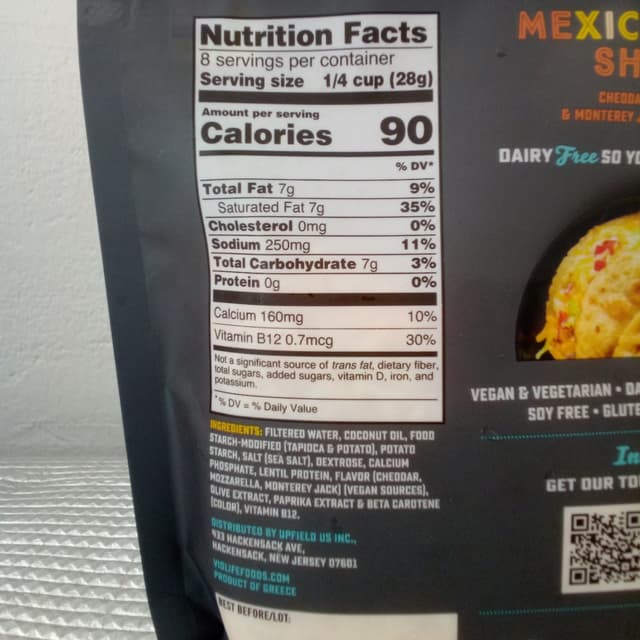 Nutrition Facts
8 servings per container
Serving size 1/4 cup (28g)
Amount per serving
Calories 90
% DV*
Total Fat 7g 9%
Saturated Fat 7g 35%
Cholesterol 0mg 0%
Sodium 250mg 11%
Total Carbohydrate 7g 3%
Protein 0g 0%
Calcium 160mg 10%
Vitamin B12 0.7mcg 30%
Not a significant source of trans fat, dietary fiber,
total sugars, added sugars, vitamin D, iron, and
potassium.
*% DV = % Daily Value
INGREDIENTS: FILTERED WATER, COCONUT OIL, FOOD
STARCH-MODIFIED (TAPIOCA & POTATO), POTATO
STARCH, SALT (SEA SALT), DEXTROSE, CALCIUM
PHOSPHATE, LENTIL PROTEIN, FLAVOR (CHEDDAR,
MOZZARELLA, MONTEREY JACK) (VEGAN SOURCES),
OLIVE EXTRACT, PAPRIKA EXTRACT & BETA CAROTENE
(COLOR), VITAMIN B12.
DISTRIBUTED BY UPFIELD US INC.,
433 HACKENSACK AVE,
HACKENSACK, NEW JERSEY 07601
VIOLIFEFOODS.COM
PRODUCT OF GREECE
BEST BEFORE/LOT:
MEXIC
SH
CHEDDA
& MONTEREY
DAIRY Free SO YO
VEGAN & VEGETARIAN • DA
SOY FREE • GLUTE
In
GET OUR TO